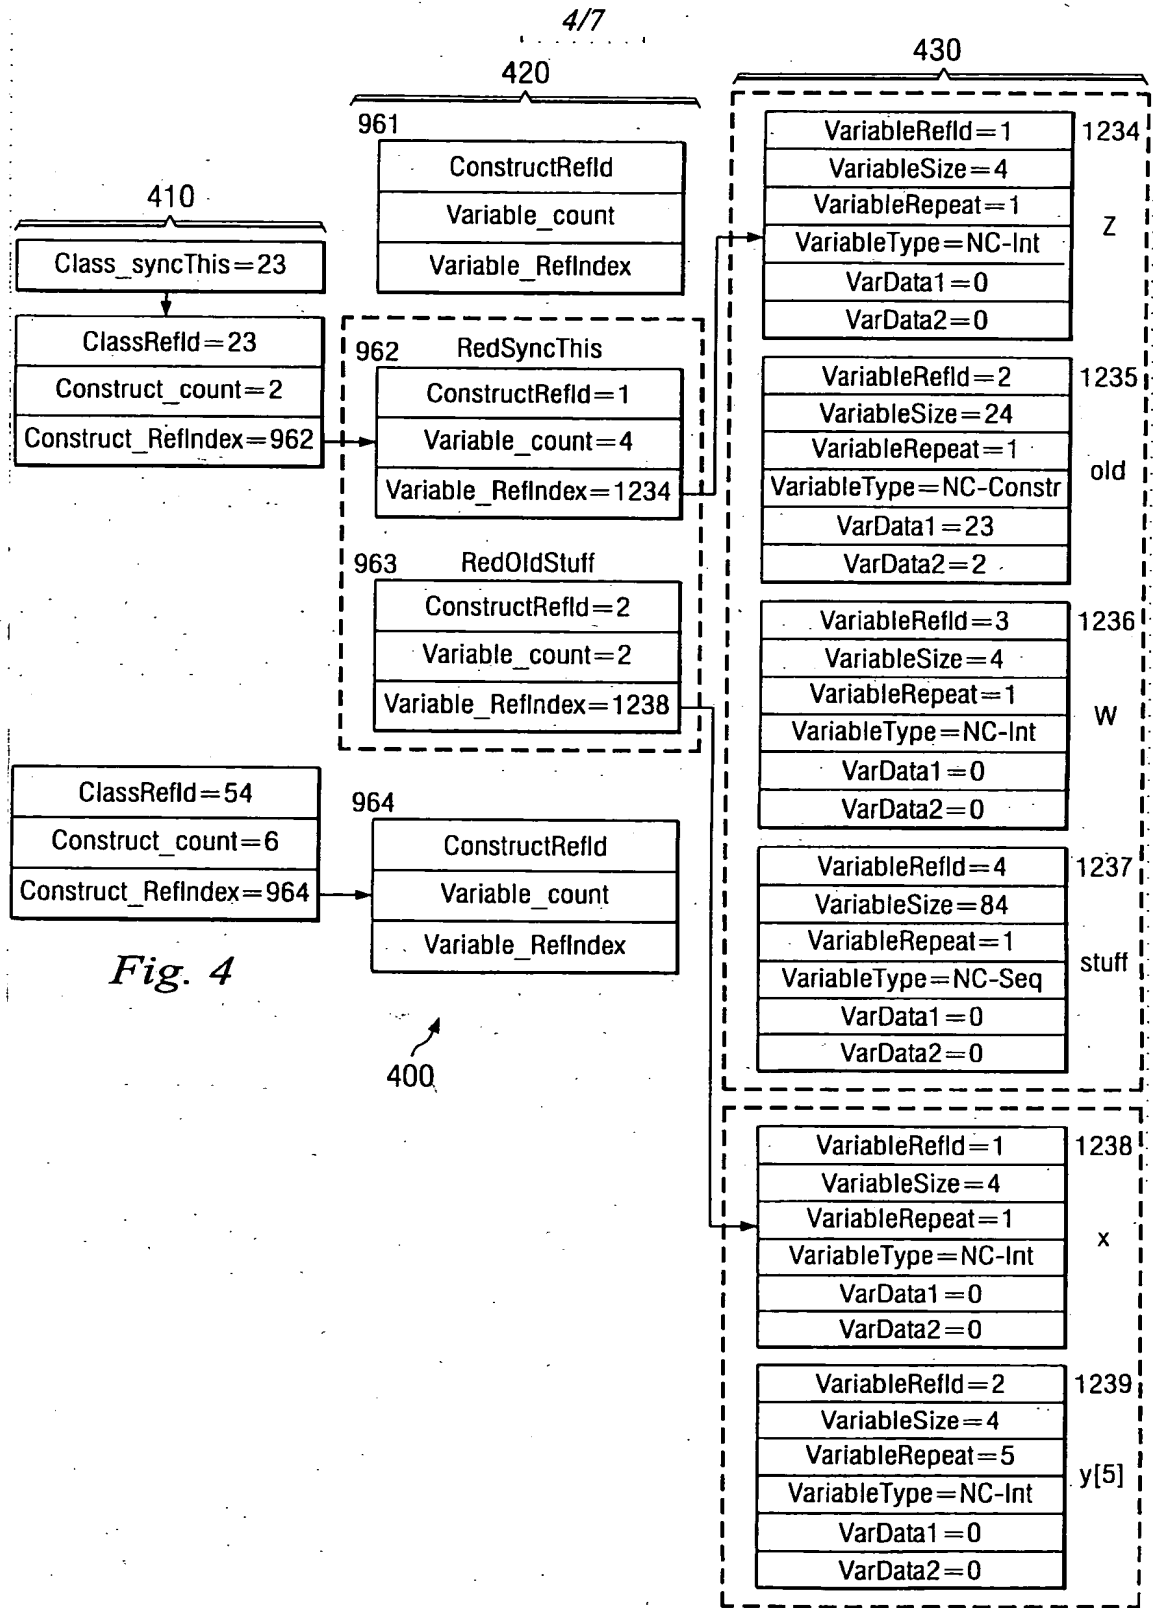 4/7
410
Class_syncThis=23
ClassRefId=23
Construct_count=2
Construct_RefIndex=962
ClassRefId=54
Construct_count=6
Construct_RefIndex=964
420
961
ConstructRefId
Variable_count
Variable_RefIndex
962
RedSyncThis
ConstructRefId=1
Variable_count=4
Variable_RefIndex=1234
963
RedOldStuff
ConstructRefId=2
Variable_count=2
Variable_RefIndex=1238
964
ConstructRefId
Variable_count
Variable_RefIndex
430
VariableRefId=1
1234
VariableSize=4
VariableRepeat=1
Z
VariableType=NC-Int
VarData1=0
VarData2=0
VariableRefId=2
1235
VariableSize=24
VariableRepeat=1
old
VariableType=NC-Constr
VarData1=23
VarData2=2
VariableRefId=3
1236
VariableSize=4
VariableRepeat=1
W
VariableType=NC-Int
VarData1=0
VarData2=0
VariableRefId=4
1237
VariableSize=84
VariableRepeat=1
stuff
VariableType=NC-Seq
VarData1=0
VarData2=0
VariableRefId=1
1238
VariableSize=4
VariableRepeat=1
x
VariableType=NC-Int
VarData1=0
VarData2=0
VariableRefId=2
1239
VariableSize=4
VariableRepeat=5
y[5]
VariableType=NC-Int
VarData1=0
VarData2=0
Fig. 4
400